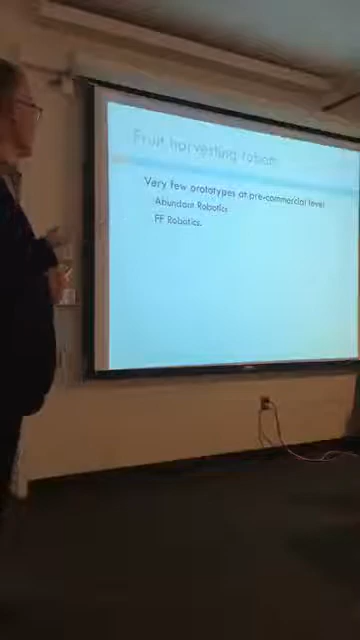 Fruit harvesting robots
Very few prototypes at pre-commercial level
Abundant Robotics
FF Robotics.